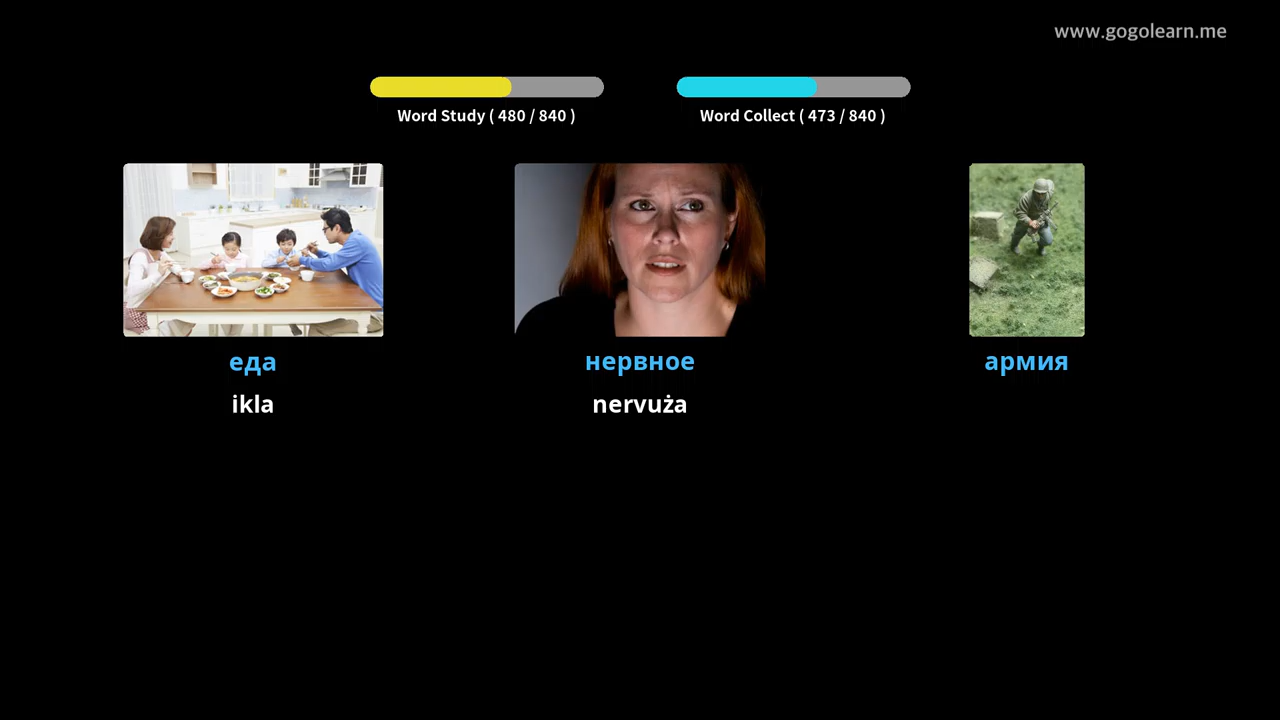 www.gogolearn.me
Word Study ( 480 / 840 )
Word Collect ( 473 / 840 )
еда
нервное
армия
ikla
nervuża